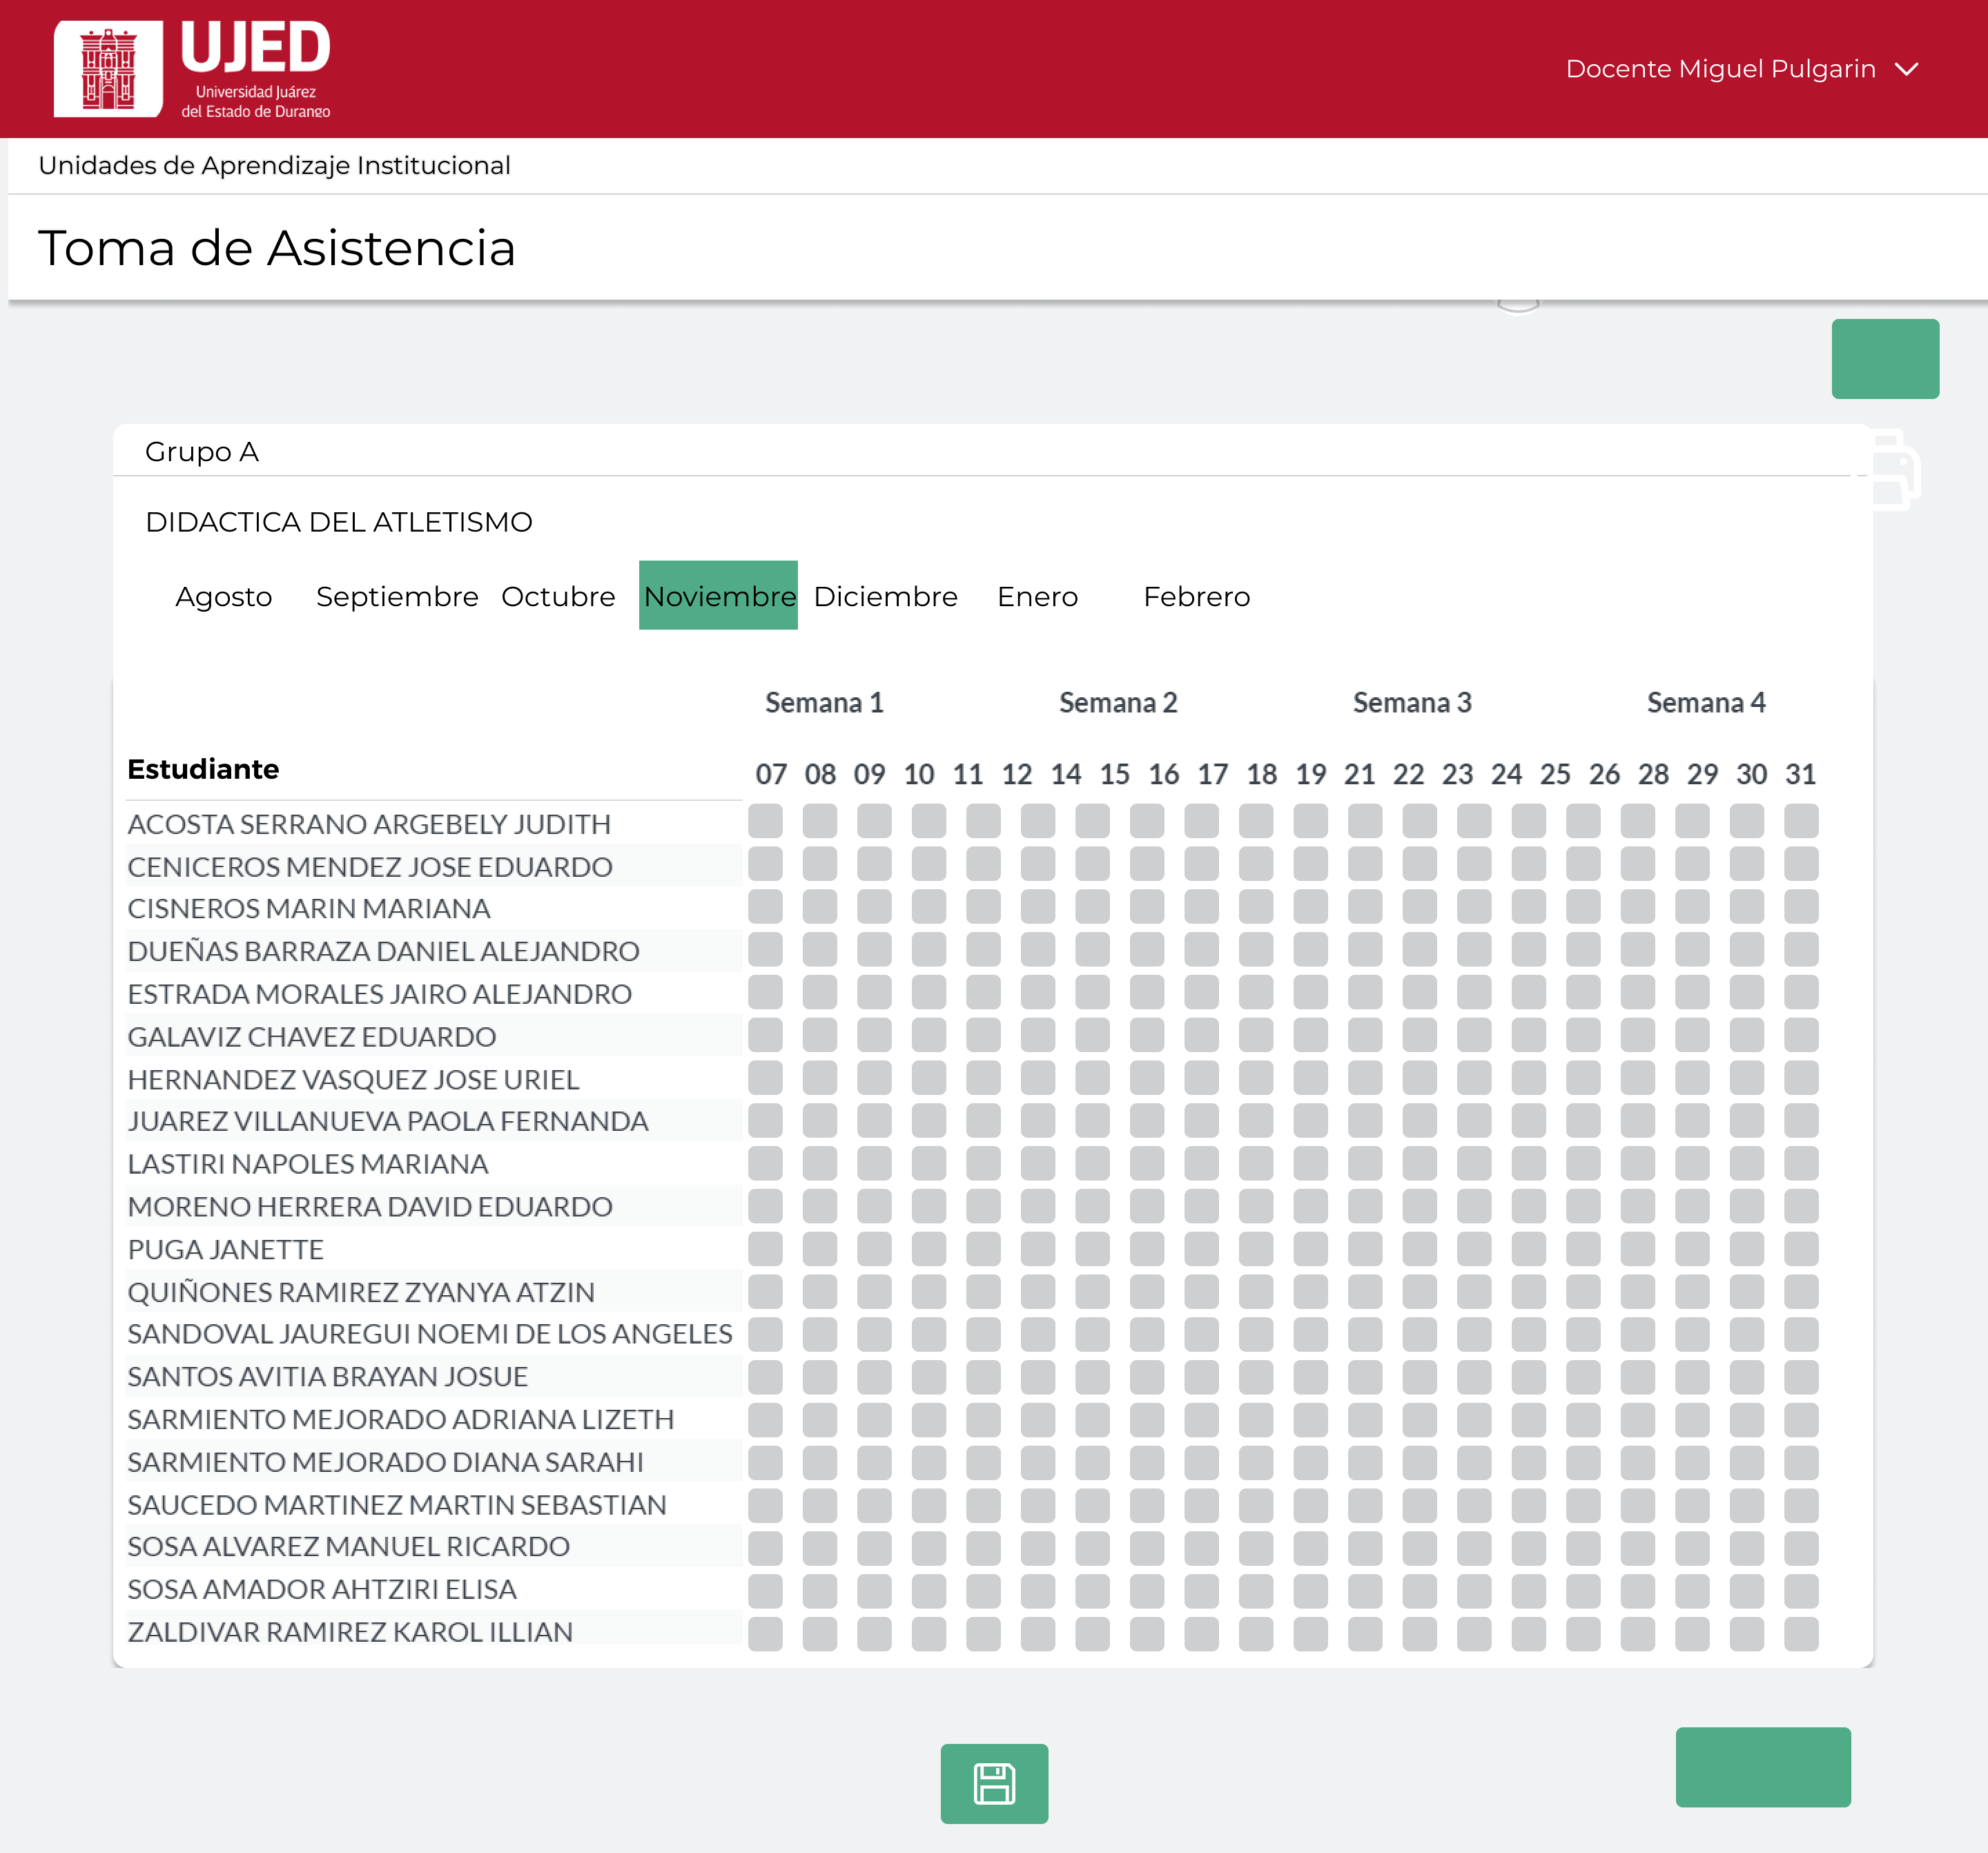 UJED
Universidad Juárez
del Estado de Durango
Docente Miguel Pulgarin
Unidades de Aprendizaje Institucional
Toma de Asistencia
Grupo A
DIDACTICA DEL ATLETISMO
Agosto Septiembre Octubre Noviembre Diciembre Enero Febrero
Semana 1 Semana 2 Semana 3 Semana 4
Estudiante 07 08 09 10 11 12 14 15 16 17 18 19 21 22 23 24 25 26 28 29 30 31
ACOSTA SERRANO ARGEBELY JUDITH
CENICEROS MENDEZ JOSE EDUARDO
CISNEROS MARIN MARIANA
DUEÑAS BARRAZA DANIEL ALEJANDRO
ESTRADA MORALES JAIRO ALEJANDRO
GALAVIZ CHAVEZ EDUARDO
HERNANDEZ VASQUEZ JOSE URIEL
JUAREZ VILLANUEVA PAOLA FERNANDA
LASTIRI NAPOLES MARIANA
MORENO HERRERA DAVID EDUARDO
PUGA JANETTE
QUIÑONES RAMIREZ ZYANYA ATZIN
SANDOVAL JAUREGUI NOEMI DE LOS ANGELES
SANTOS AVITIA BRAYAN JOSUE
SARMIENTO MEJORADO ADRIANA LIZETH
SARMIENTO MEJORADO DIANA SARAHI
SAUCEDO MARTINEZ MARTIN SEBASTIAN
SOSA ALVAREZ MANUEL RICARDO
SOSA AMADOR AHTZIRI ELISA
ZALDIVAR RAMIREZ KAROL ILLIAN